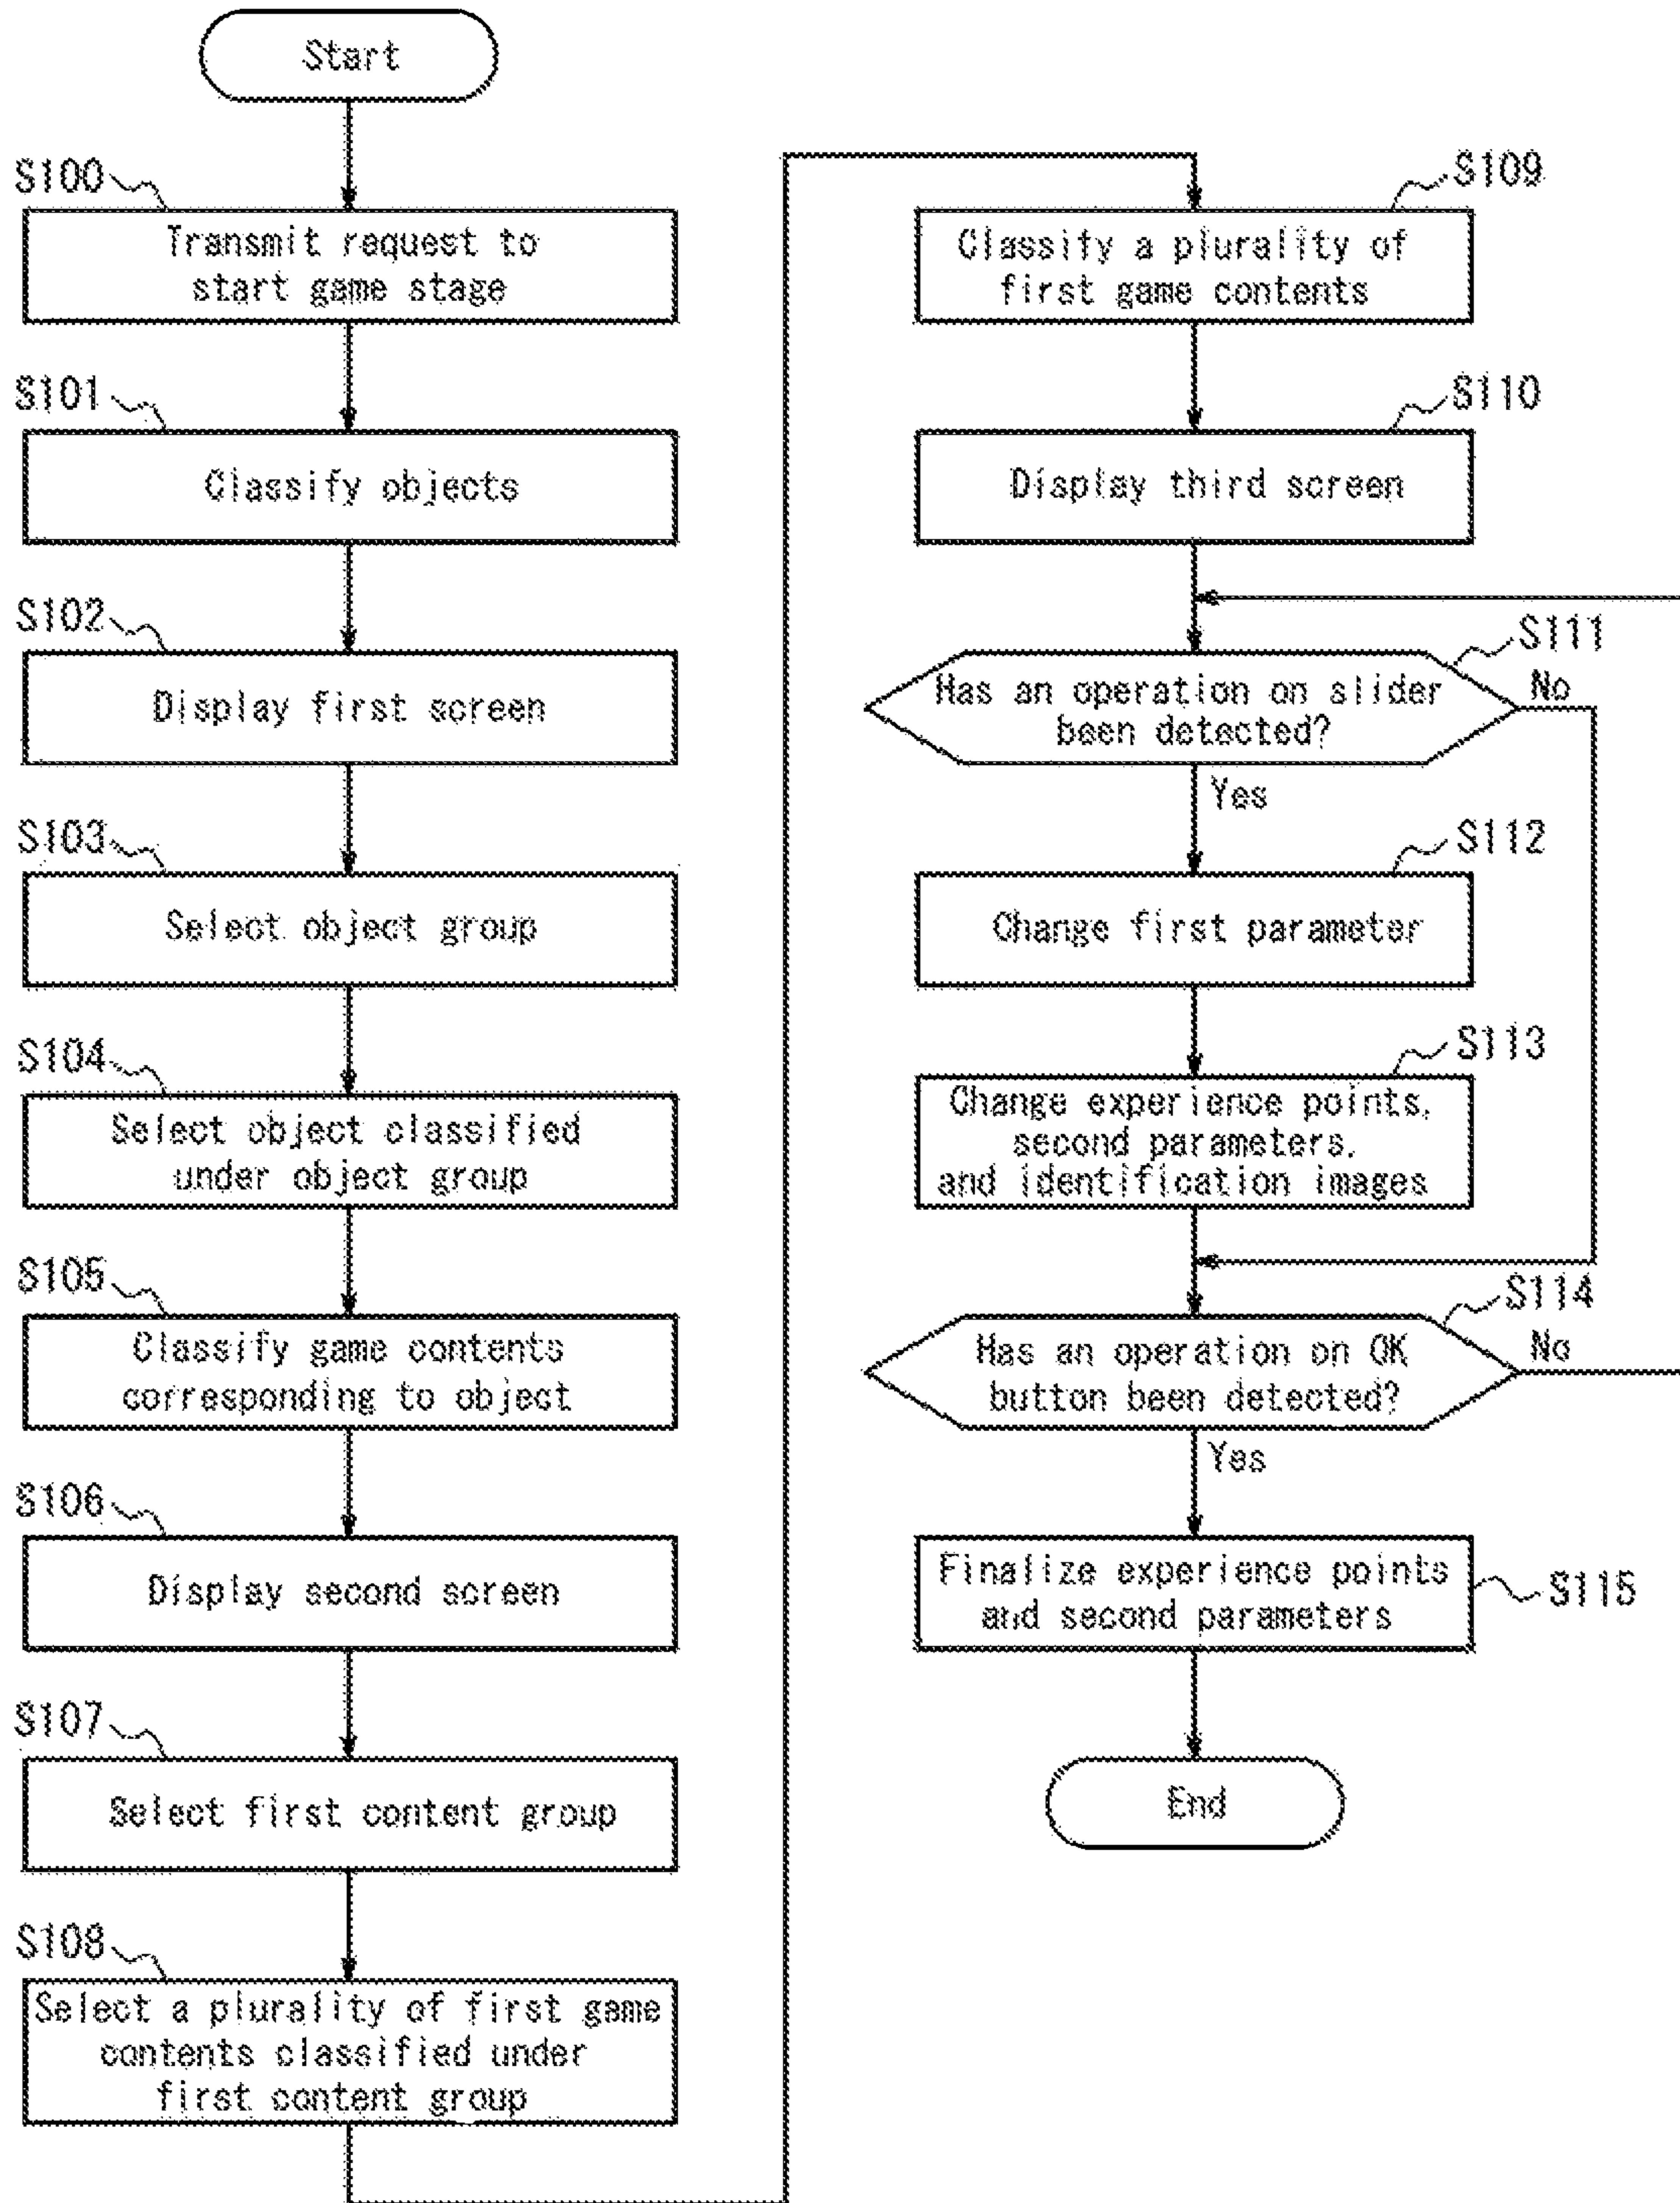 Start
S100
Transmit request to
start game stage
S101
Classify objects
S102
Display first screen
S103
Select object group
S104
Select object classified
under object group
S105
Classify game contents
corresponding to object
S106
Display second screen
S107
Select first content group
S108
Select a plurality of first game
contents classified under
first content group
S109
Classify a plurality of
first game contents
S110
Display third screen
S111
Has an operation on slider
been detected?
No
Yes
S112
Change first parameter
S113
Change experience points,
second parameters,
and identification images
S114
Has an operation on OK
button been detected?
No
Yes
Finalize experience points
and second parameters
S115
End